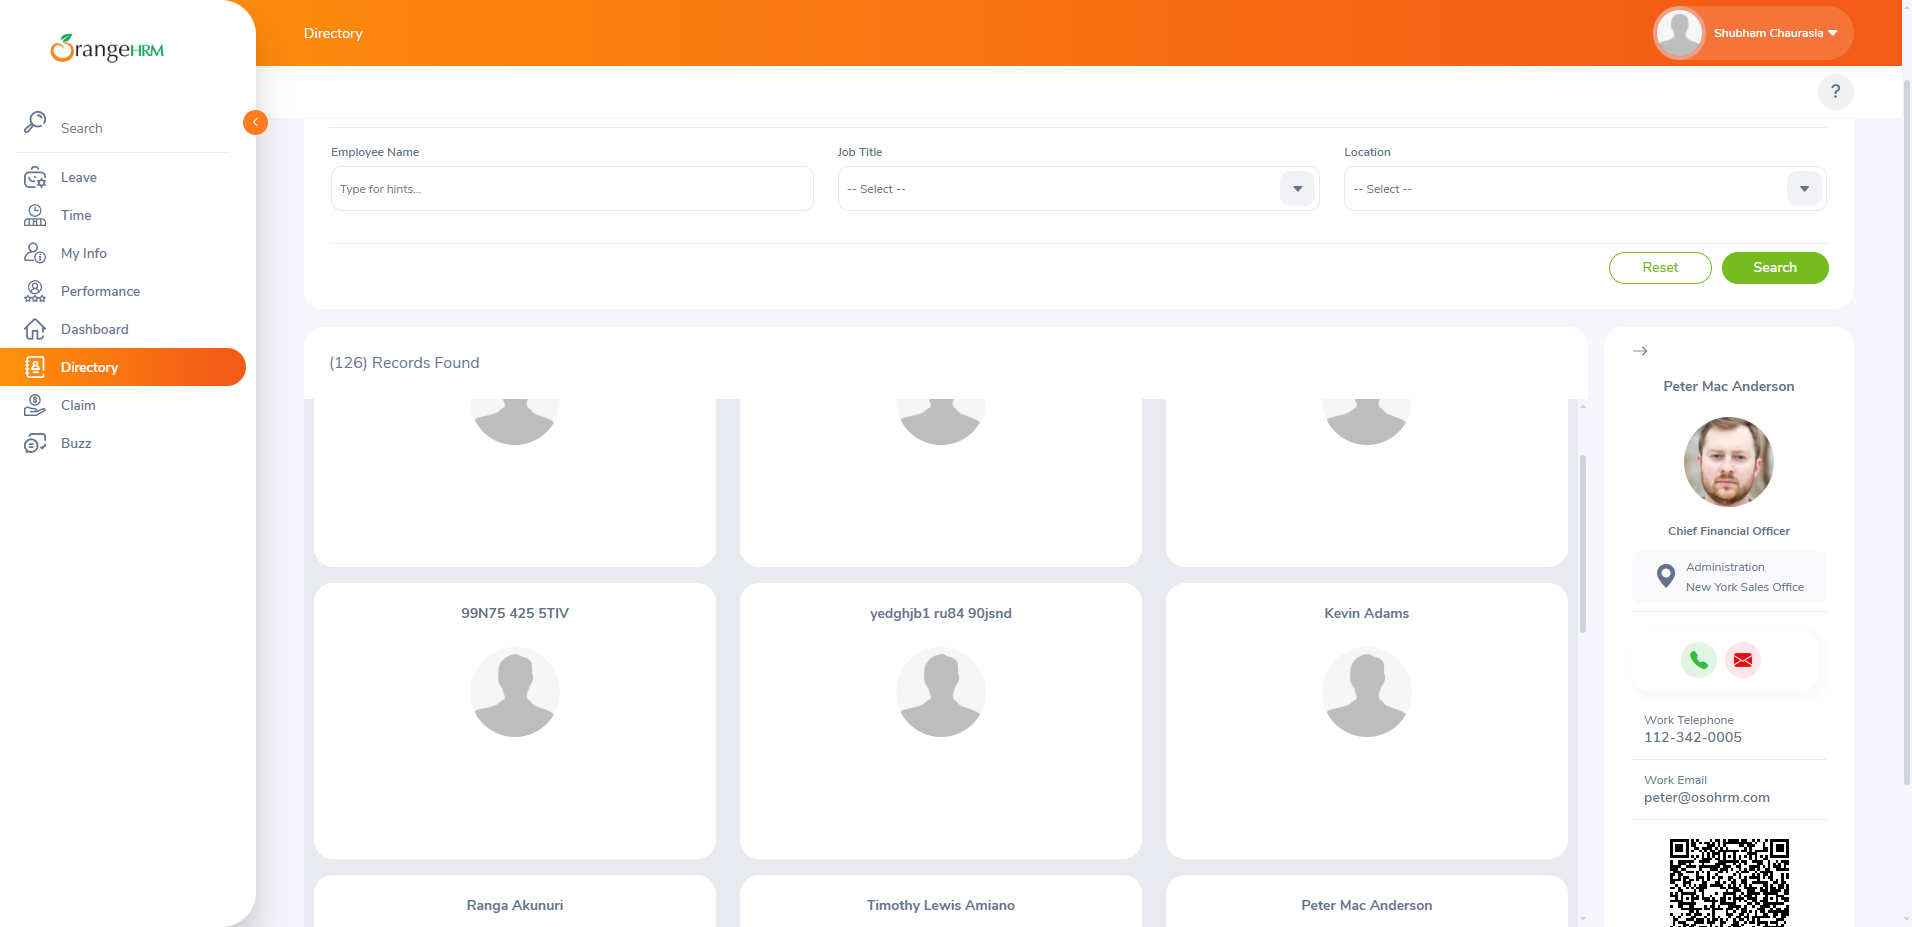 OrangeHRM
Directory
Shubham Chaurasia
?
Search
Leave
Time
My Info
Performance
Dashboard
Directory
Claim
Buzz
Employee Name
Type for hints...
Job Title
-- Select --
Location
-- Select --
Reset
Search
(126) Records Found
99N75 425 5TIV
yedghjb1 ru84 90jsnd
Kevin Adams
Ranga Akunuri
Timothy Lewis Amiano
Peter Mac Anderson
Peter Mac Anderson
Chief Financial Officer
Administration
New York Sales Office
Work Telephone
112-342-0005
Work Email
peter@osohrm.com